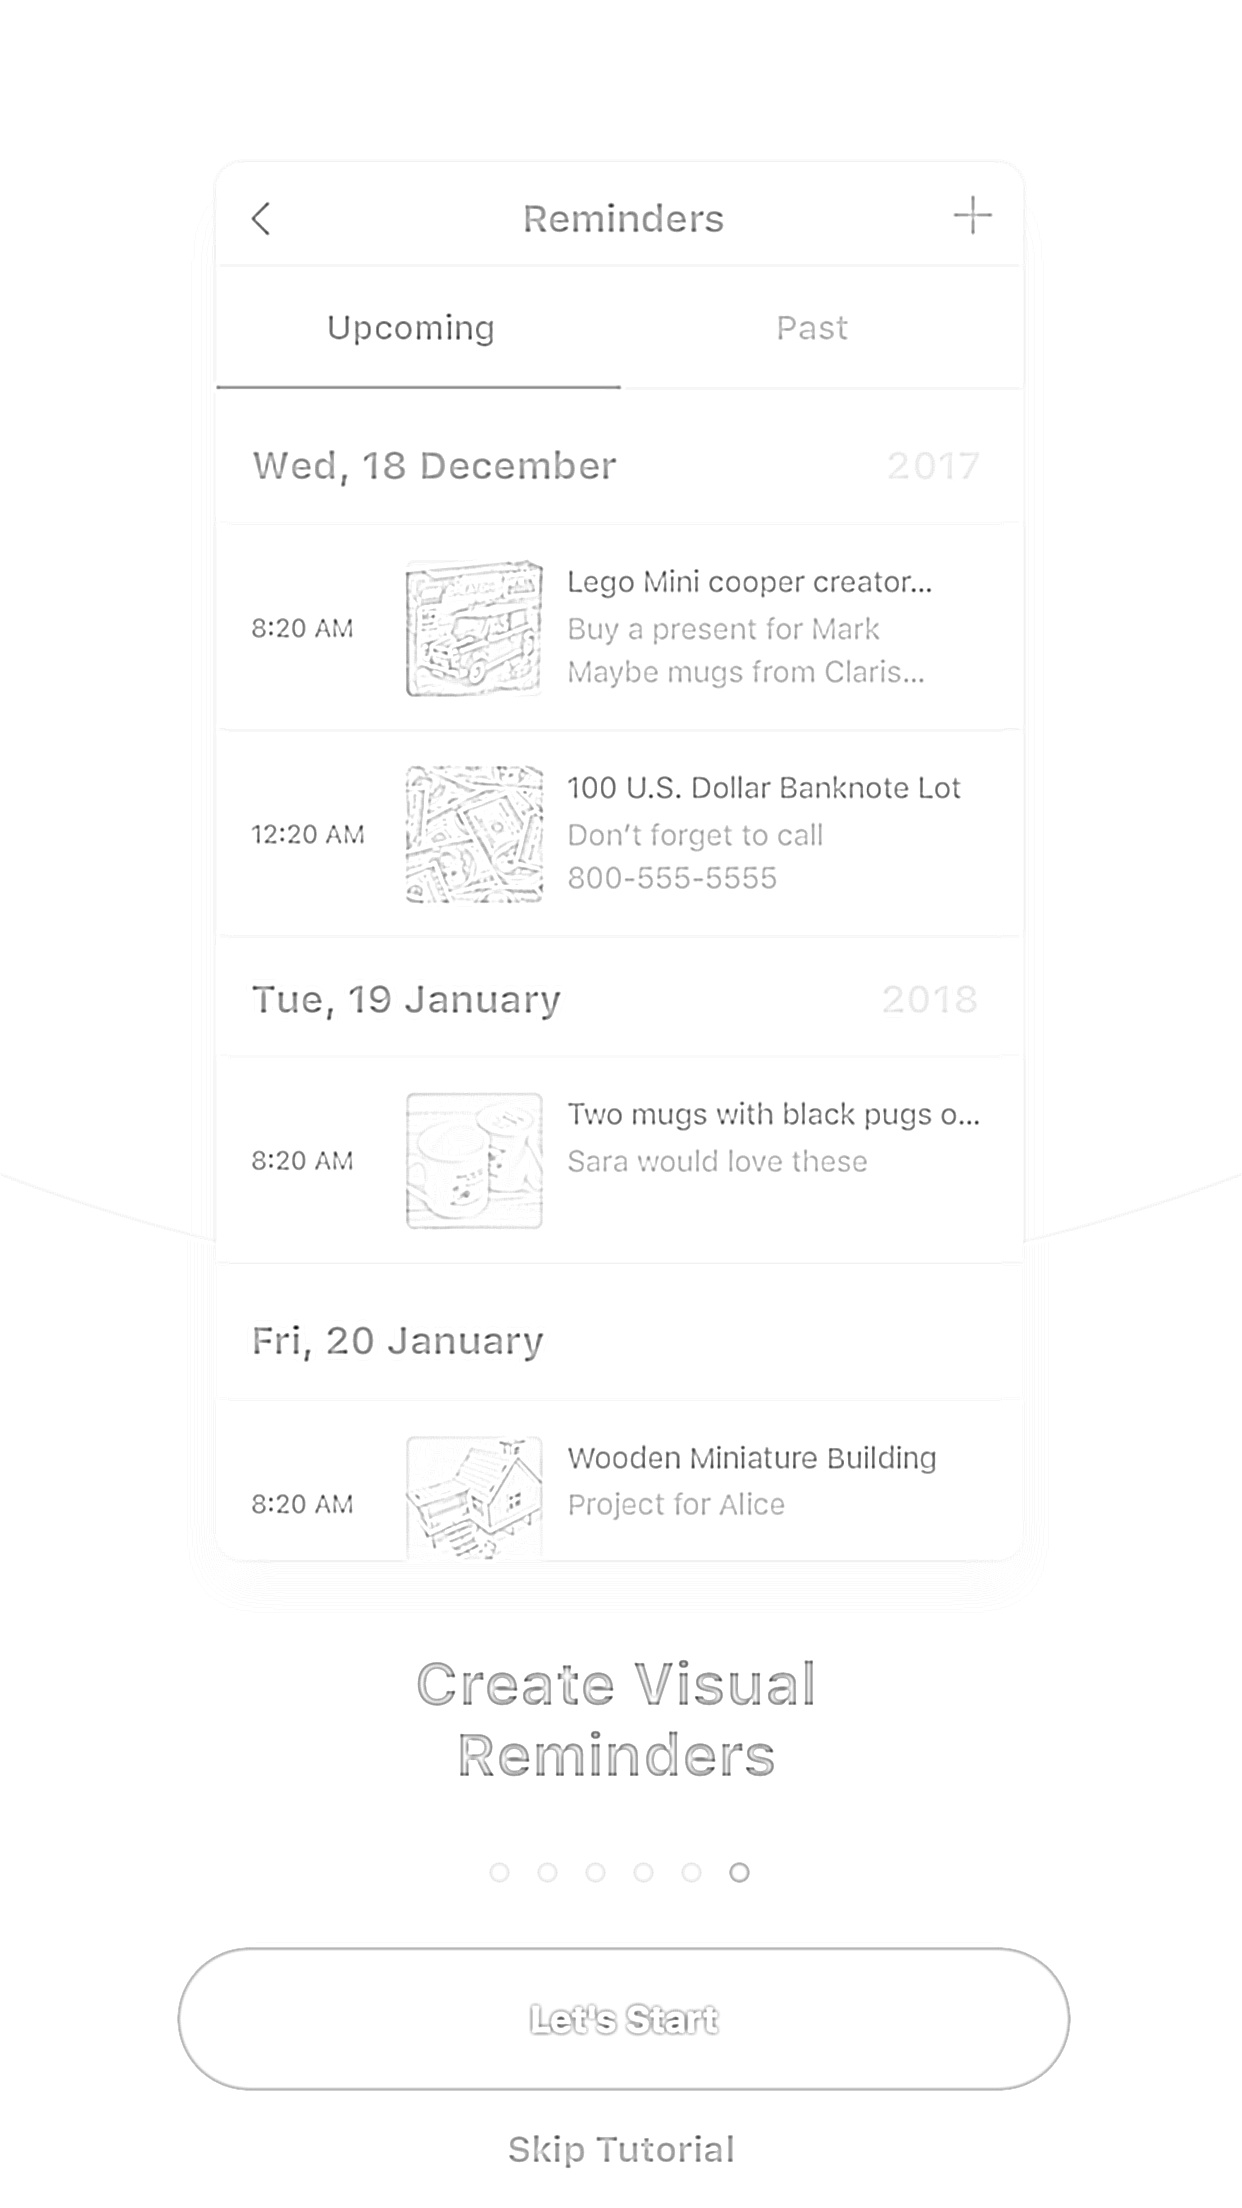 Reminders
Upcoming
Past
Wed, 18 December
2017
8:20 AM
Lego Mini cooper creator...
Buy a present for Mark
Maybe mugs from Claris...
12:20 AM
100 U.S. Dollar Banknote Lot
Don’t forget to call
800-555-5555
Tue, 19 January
2018
8:20 AM
Two mugs with black pugs o...
Sara would love these
Fri, 20 January
8:20 AM
Wooden Miniature Building
Project for Alice
Create Visual
Reminders
Let's Start
Skip Tutorial